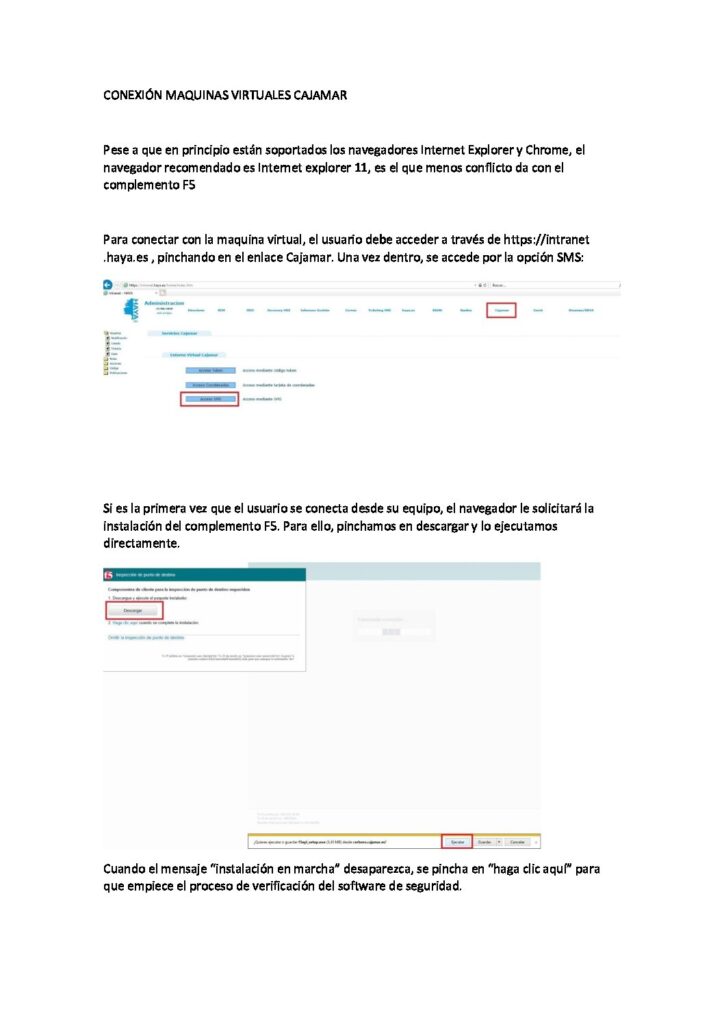 CONEXIÓN MAQUINAS VIRTUALES CAJAMAR
Pese a que en principio están soportados los navegadores Internet Explorer y Chrome, el
navegador recomendado es Internet explorer 11, es el que menos conflicto da con el
complemento F5
Para conectar con la maquina virtual, el usuario debe acceder a través de https://intranet
.haya.es , pinchando en el enlace Cajamar. Una vez dentro, se accede por la opción SMS:
Administracion
HAYA
Cajamar
Servicios Cajamar
Entorno Virtual Cajamar
Acceso Token Acceso mediante código token
Acceso Coordenadas Acceso mediante tarjeta de coordenadas
Acceso SMS Acceso mediante SMS
Si es la primera vez que el usuario se conecta desde su equipo, el navegador le solicitará la
instalación del complemento F5. Para ello, pinchamos en descargar y lo ejecutamos
directamente.
Inspección de punto de destino
Componentes de cliente para la inspección de punto de destino requeridos
1. Descargue y ejecute el paquete instalador
Descargar
2. Haga clic aquí cuando se complete la instalación.
Omitir la inspección de punto de destino
Ejecutar Guardar Cancelar
Cuando el mensaje “instalación en marcha” desaparezca, se pincha en “haga clic aquí” para
que empiece el proceso de verificación del software de seguridad.